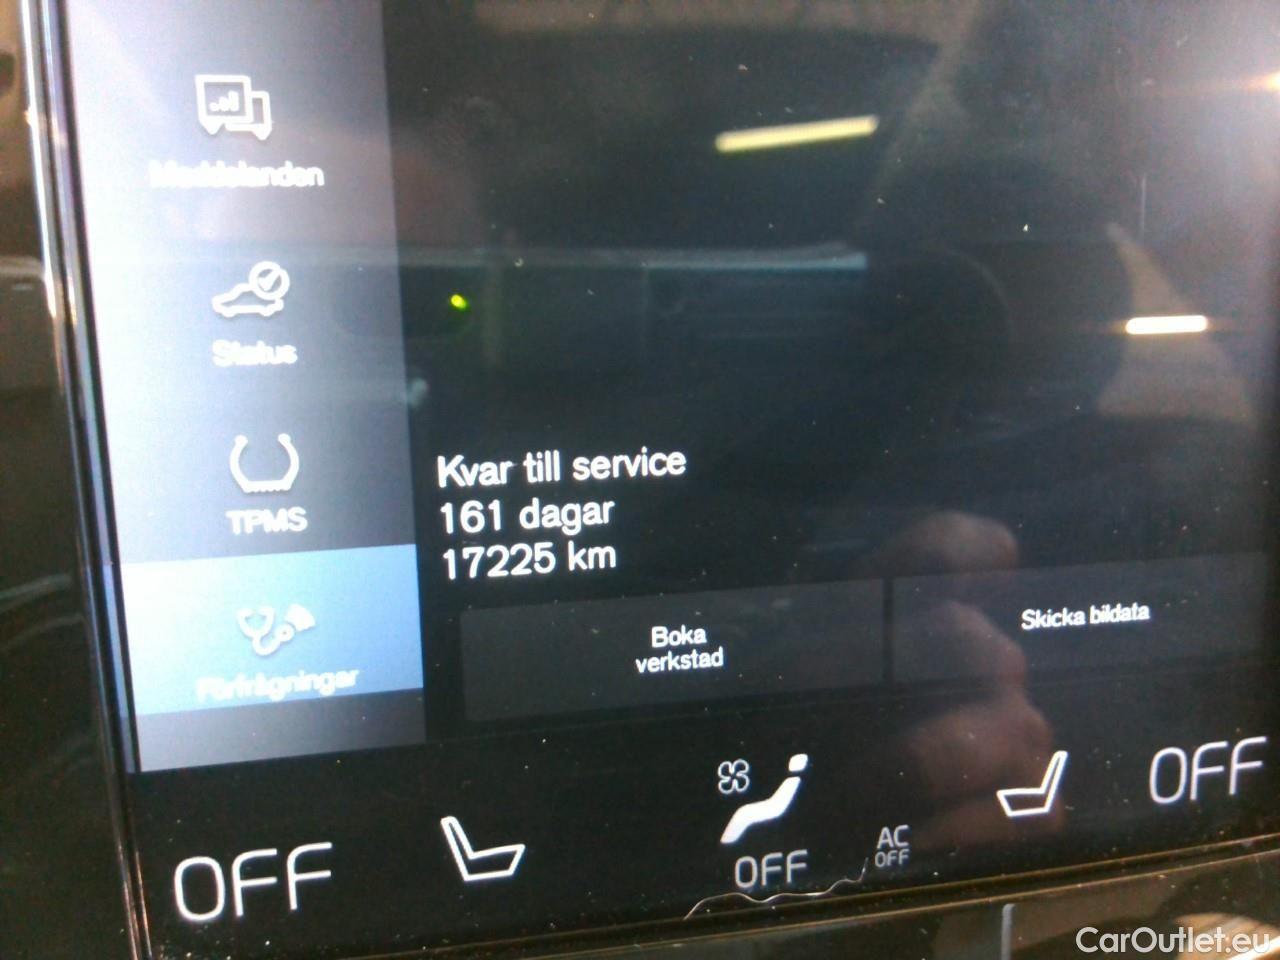 Meddelanden
Status
TPMS
Förfrågningar
Kvar till service
161 dagar
17225 km
Boka
verkstad
Skicka bildata
OFF
OFF
AC
OFF
OFF
CarOutlet.eu